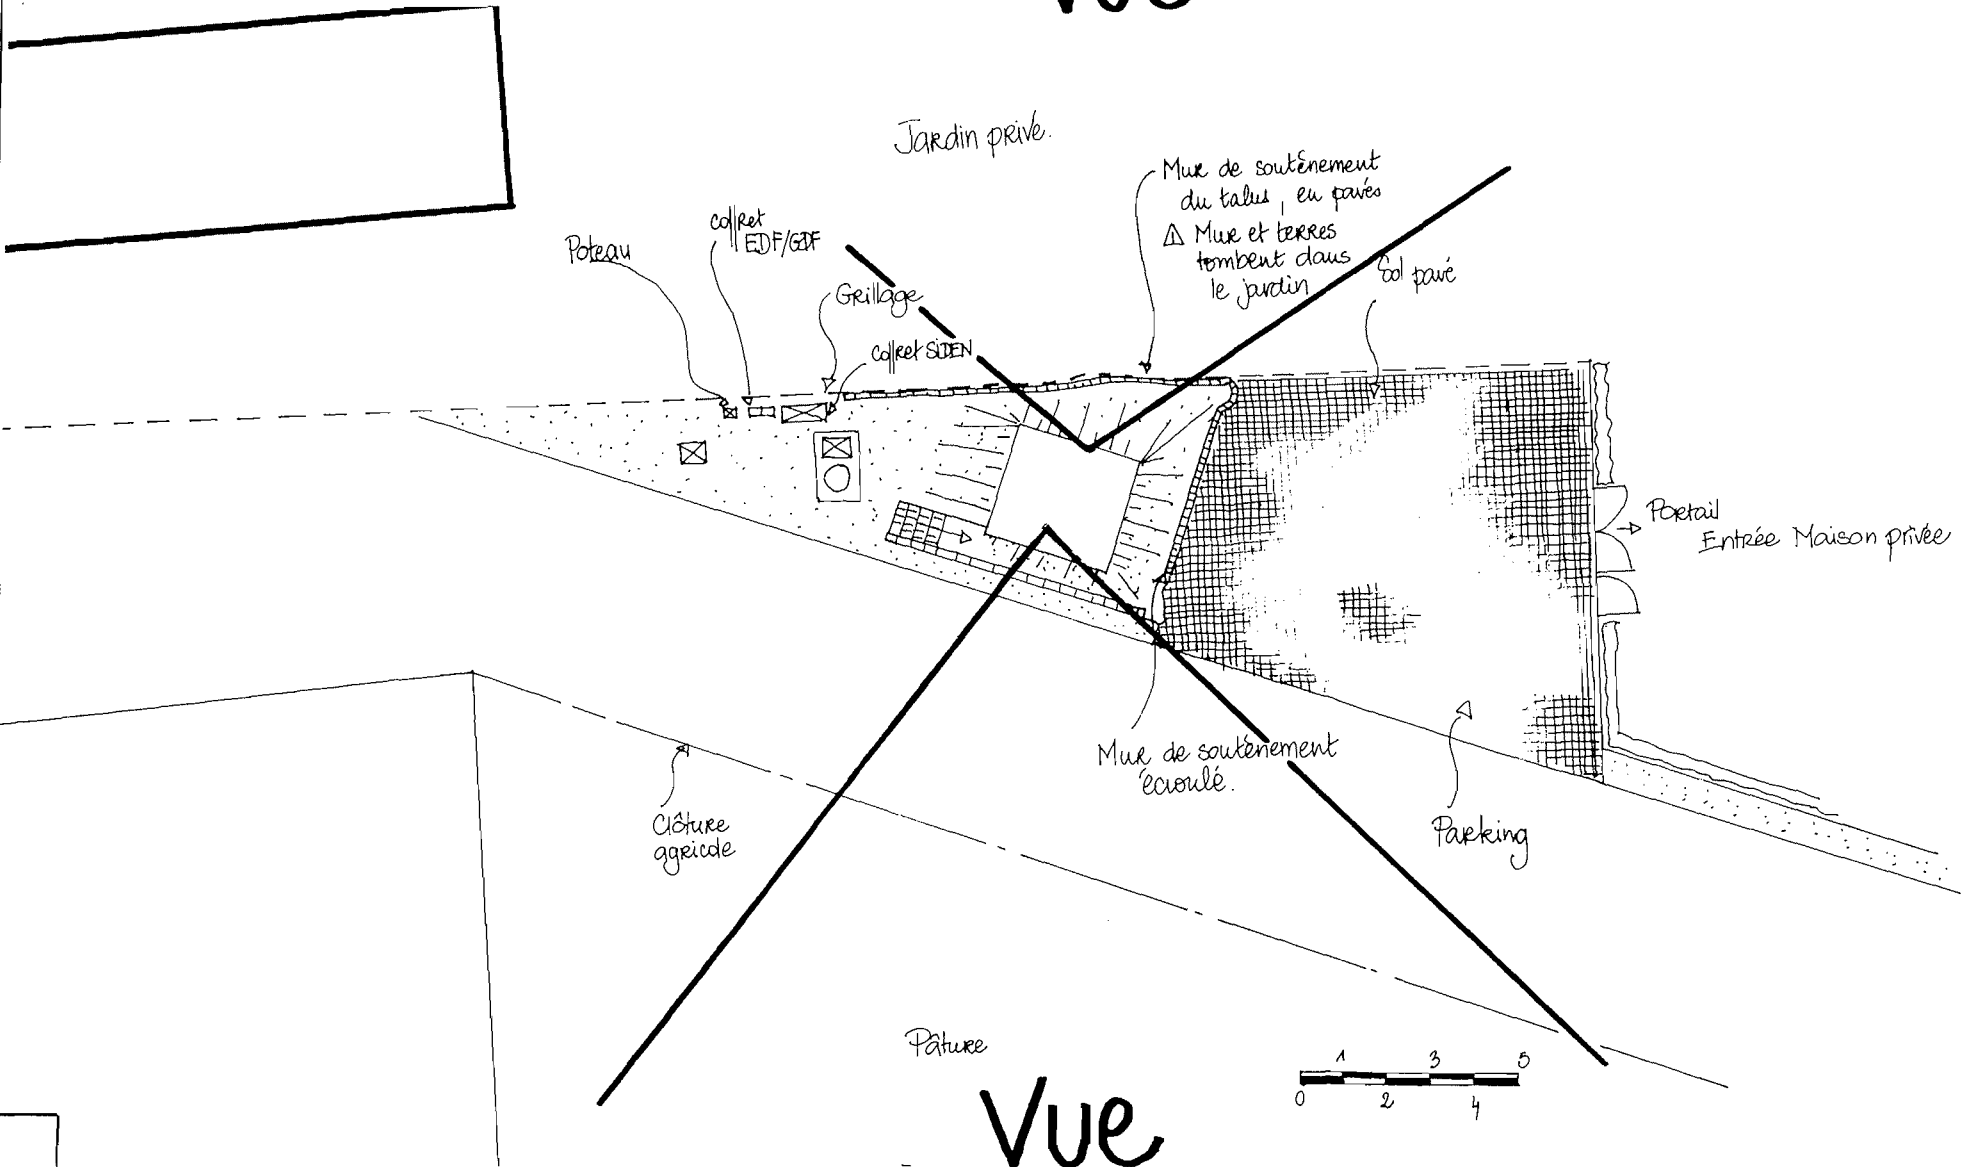 Vue
Jardin privé.
Mur de soutènement
du talus, en pavés
⚠ Mur et terres
tombent dans
le jardin
Sol pavé
coffret
EDF/GDF
Poteau
Grillage
coffret SIDEN
Portail
Entrée Maison privée
Mur de soutènement
écroulé.
Clôture
agricole
Parking
Pâture
1 3 5
0 2 4
Vue